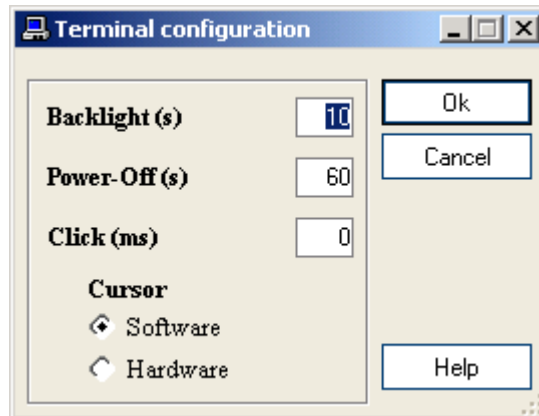 Terminal configuration
Backlight (s) 10
Ok
Power-Off (s) 60
Cancel
Click (ms) 0
Cursor
Software
Hardware
Help